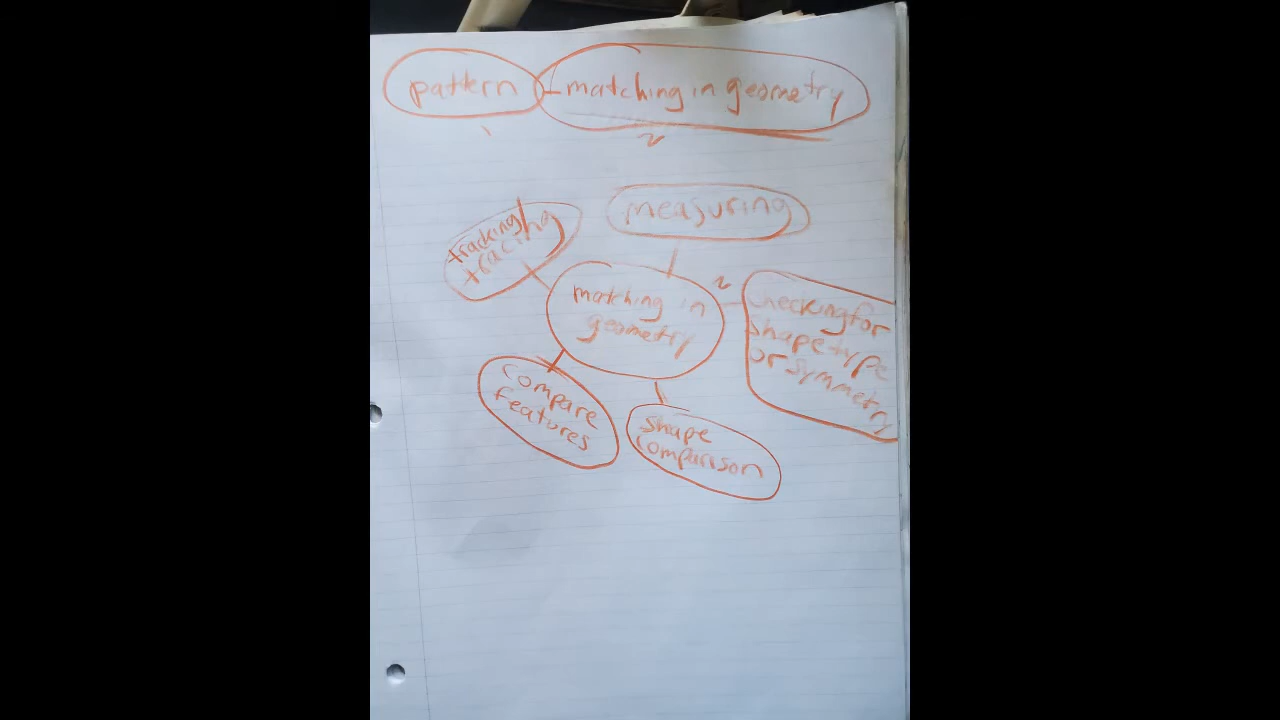 pattern - matching in geometry
measuring
tracking/
tracing
matching in
geometry
checking for
shape type
or symmetry
compare
features
shape
comparison